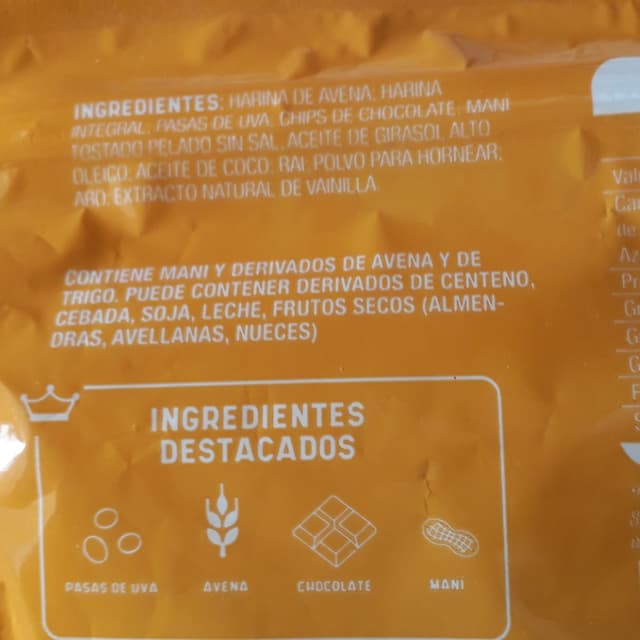 INGREDIENTES: HARINA DE AVENA, HARINA
INTEGRAL, PASAS DE UVA, CHIPS DE CHOCOLATE, MANI
TOSTADO PELADO SIN SAL, ACEITE DE GIRASOL ALTO
OLEICO, ACEITE DE COCO, RAI, POLVO PARA HORNEAR,
ARO: EXTRACTO NATURAL DE VAINILLA
CONTIENE MANI Y DERIVADOS DE AVENA Y DE
TRIGO. PUEDE CONTENER DERIVADOS DE CENTENO,
CEBADA, SOJA, LECHE, FRUTOS SECOS (ALMEN-
DRAS, AVELLANAS, NUECES)
INGREDIENTES
DESTACADOS
PASAS DE UVA AVENA CHOCOLATE MANI